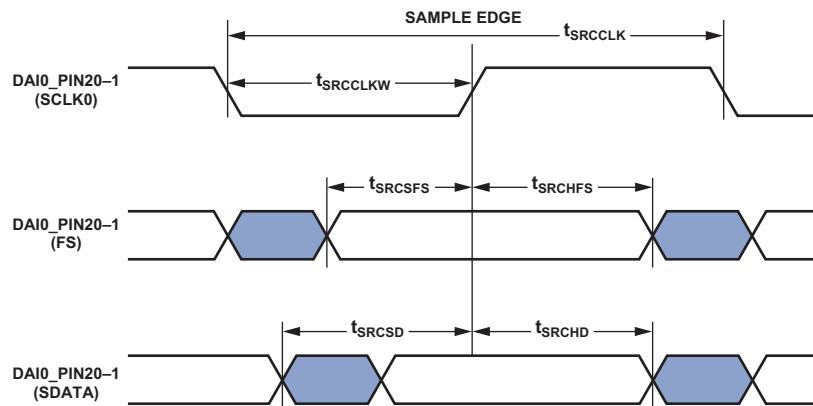 SAMPLE EDGE
tSRCCLK
DAI0_PIN20–1
(SCLK0)
tSRCCLKW
tSRCSFS
tSRCHFS
DAI0_PIN20–1
(FS)
tSRCSD
tSRCHD
DAI0_PIN20–1
(SDATA)